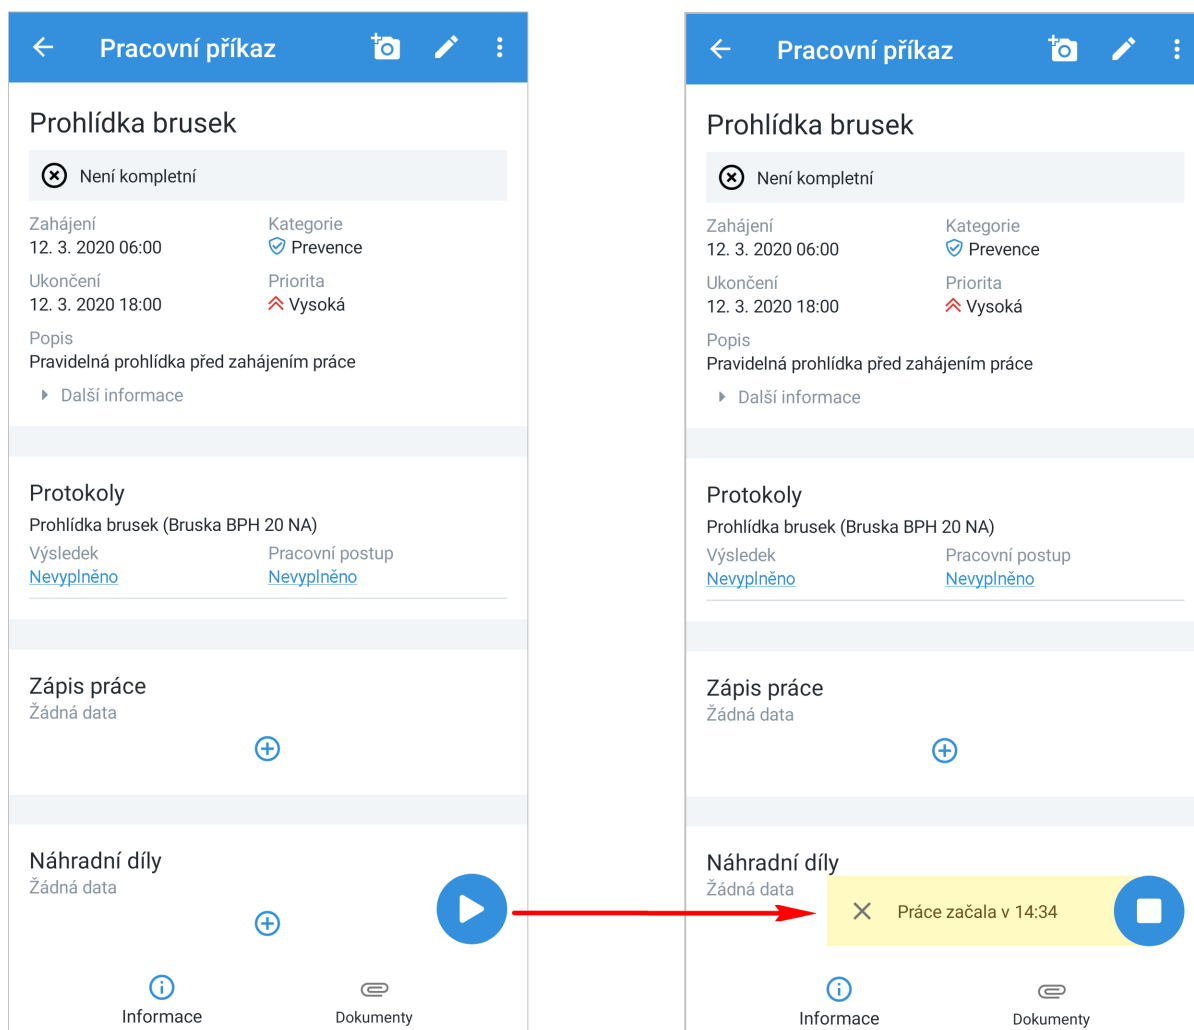 Pracovní příkaz
Prohlídka brusek
Není kompletní
Zahájení Kategorie
12. 3. 2020 06:00 Prevence
Ukončení Priorita
12. 3. 2020 18:00 Vysoká
Popis
Pravidelná prohlídka před zahájením práce
Další informace
Protokoly
Prohlídka brusek (Bruska BPH 20 NA)
Výsledek Pracovní postup
Nevyplněno Nevyplněno
Zápis práce
Žádná data
Náhradní díly
Žádná data
Informace Dokumenty
Pracovní příkaz
Prohlídka brusek
Není kompletní
Zahájení Kategorie
12. 3. 2020 06:00 Prevence
Ukončení Priorita
12. 3. 2020 18:00 Vysoká
Popis
Pravidelná prohlídka před zahájením práce
Další informace
Protokoly
Prohlídka brusek (Bruska BPH 20 NA)
Výsledek Pracovní postup
Nevyplněno Nevyplněno
Zápis práce
Žádná data
Náhradní díly
Žádná data
Práce začala v 14:34
Informace Dokumenty